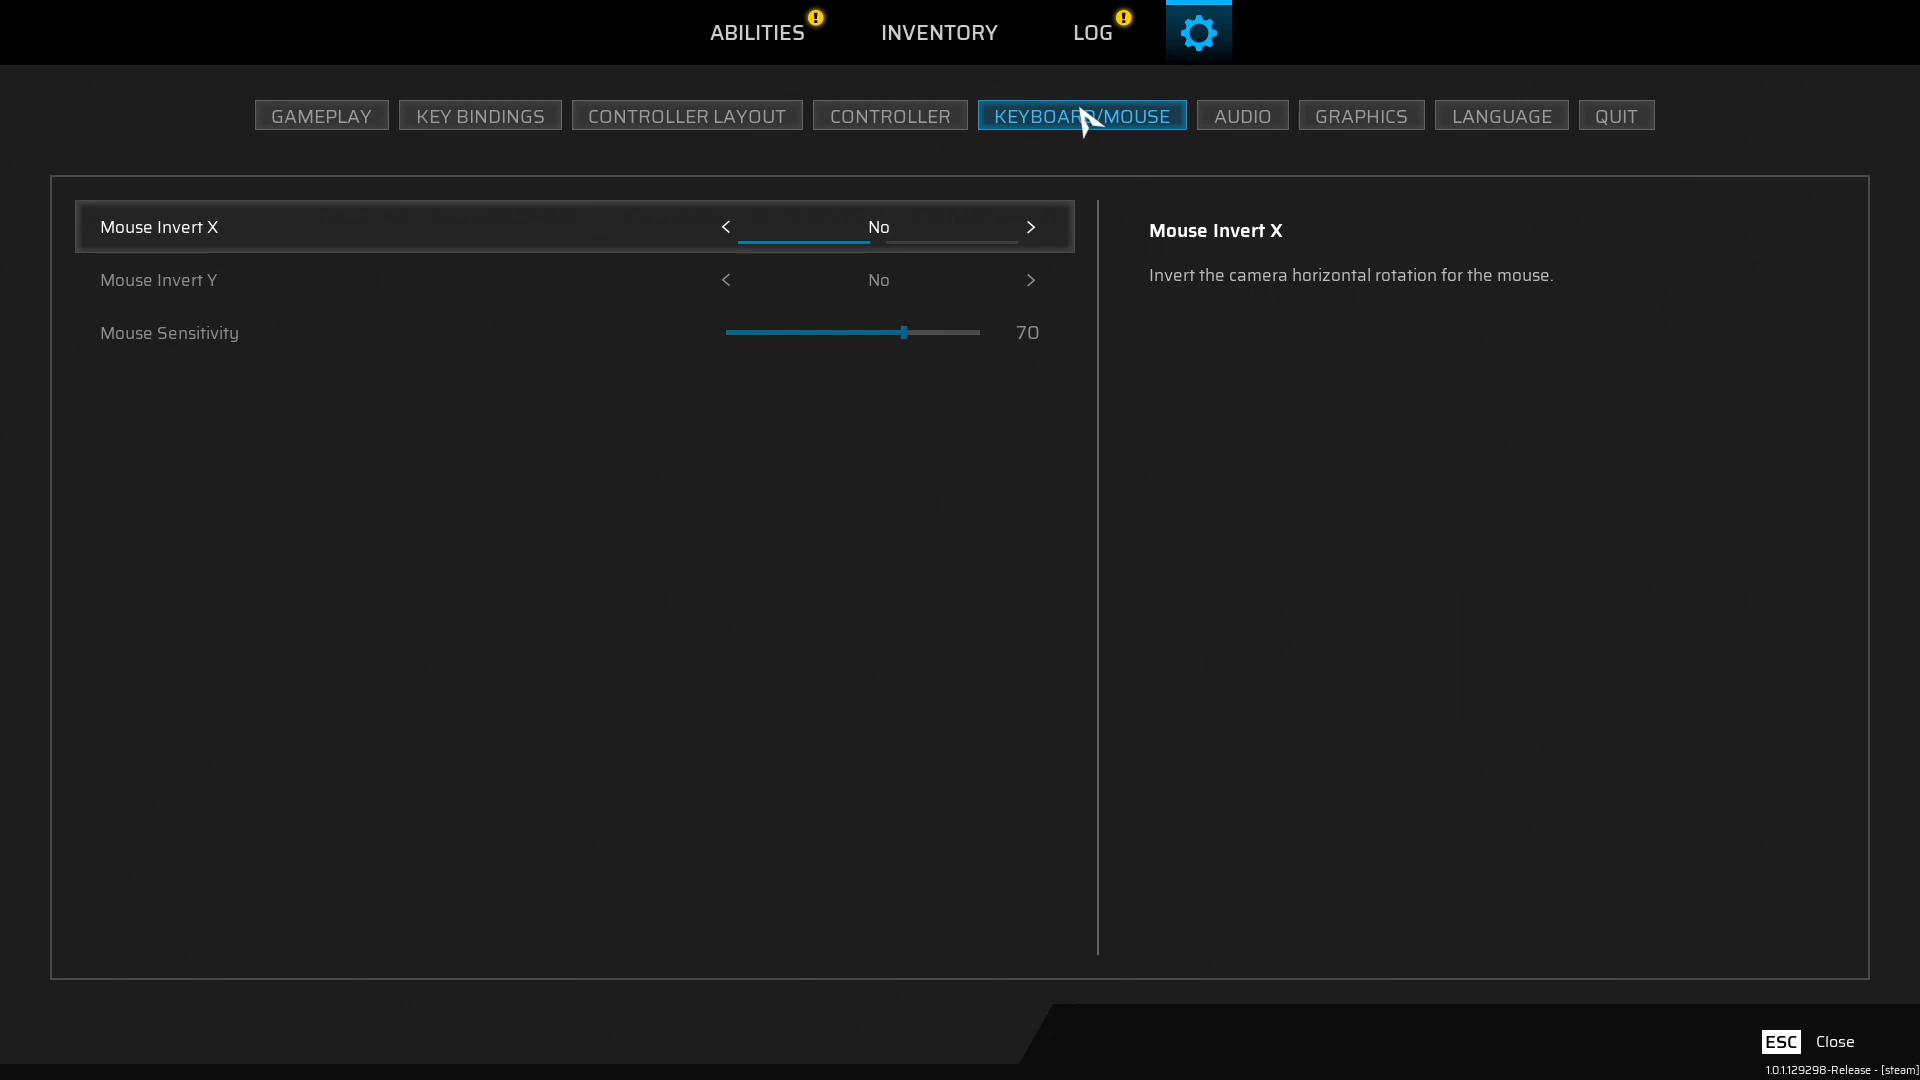 ABILITIES ! INVENTORY LOG !
GAMEPLAY KEY BINDINGS CONTROLLER LAYOUT CONTROLLER KEYBOARD/MOUSE AUDIO GRAPHICS LANGUAGE QUIT
Mouse Invert X < No >
Mouse Invert Y < No >
Mouse Sensitivity 70
Mouse Invert X
Invert the camera horizontal rotation for the mouse.
ESC Close
1.0.1.129298-Release - [steam]